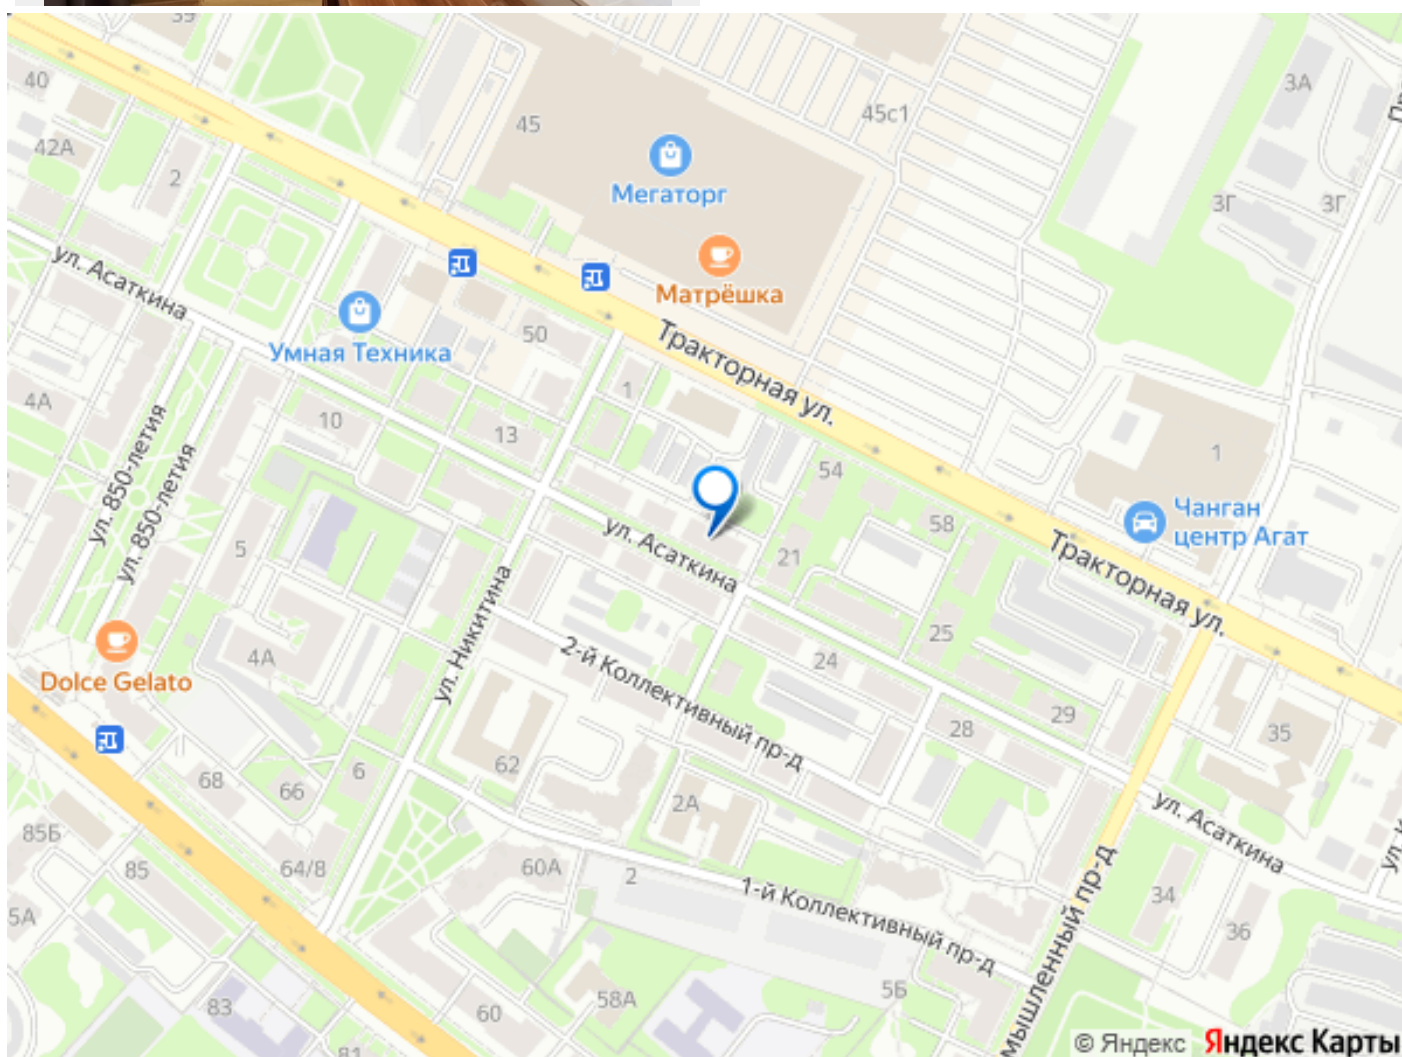 39
40
45
45с1
3А
42А
2
Мегаторг
3Г
3Г
ул. Асаткина
Матрёшка
50
Умная Техника
Тракторная ул.
4А
1
10
13
ул. 850-летия
ул. 850-летия
54
1
Чанган
центр Агат
58
ул. Асаткина
5
21
Тракторная ул.
ул. Никитина
25
4А
24
2-й Коллективный пр-д
Dolce Gelato
29
28
35
62
6
68
66
2А
ул. Асаткина
85Б
85
64/8
60А
2
1-й Коллективный пр-д
34
36
5А
мышленный пр-д
58А
5Б
83
60
81
© Яндекс Яндекс Карты